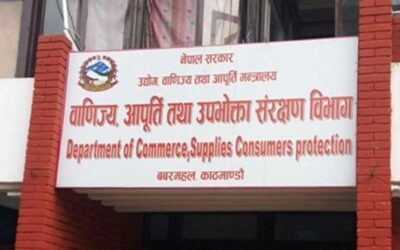 नेपाल सरकार
उद्योग, वाणिज्य तथा आपूर्ति मन्त्रालय
वाणिज्य, आपूर्ति तथा उपभोक्ता संरक्षण विभाग
Department of Commerce,Supplies Consumers protection
बबरमहल, काठमाण्डौ